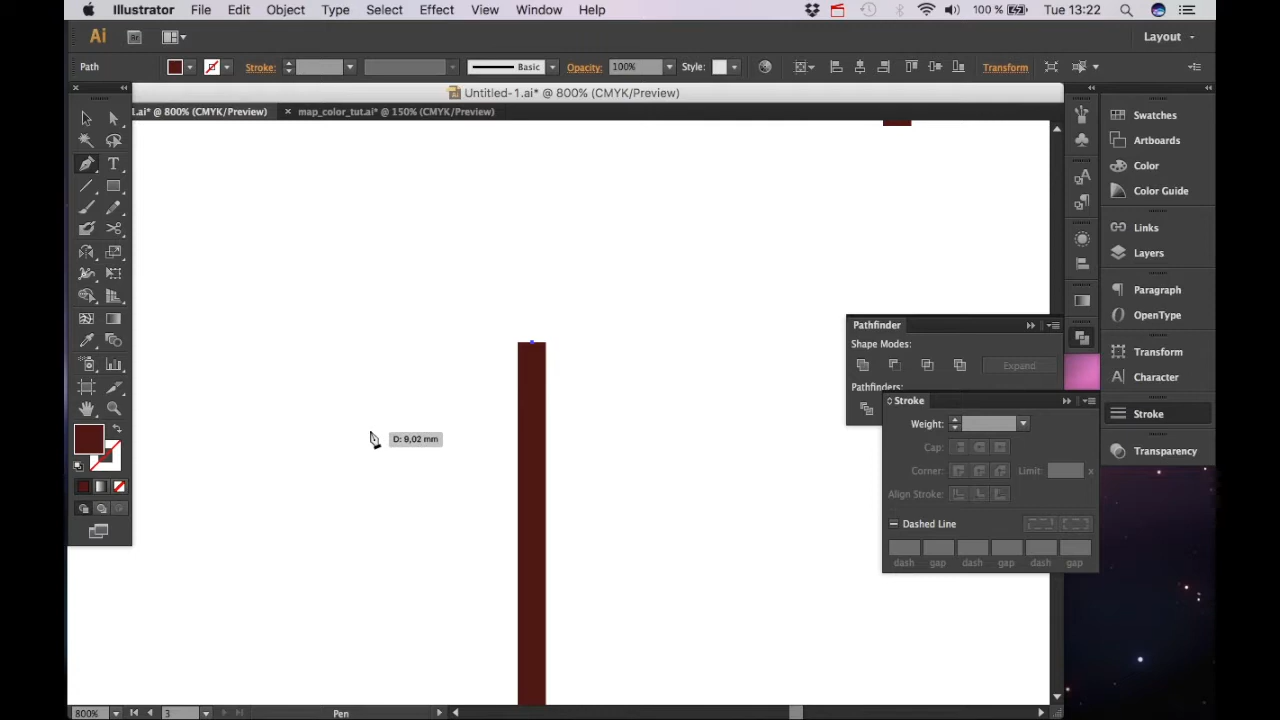 Illustrator File Edit Object Type Select Effect View Window Help 100 % Tue 13:22
Ai Br Layout
Path Stroke: Basic Opacity: 100% Style: Transform
Untitled-1.ai* @ 800% (CMYK/Preview)
1.ai* @ 800% (CMYK/Preview) × map_color_tut.ai* @ 150% (CMYK/Preview)
Swatches
Artboards
Color
Color Guide
Links
Layers
Paragraph
OpenType
Transform
Character
Stroke
Transparency
Pathfinder
Shape Modes:
Expand
Pathfinders:
Stroke
Weight:
Cap:
Corner: Limit: x
Align Stroke:
Dashed Line
dash gap dash gap dash gap
D: 9,02 mm
800% 3 Pen